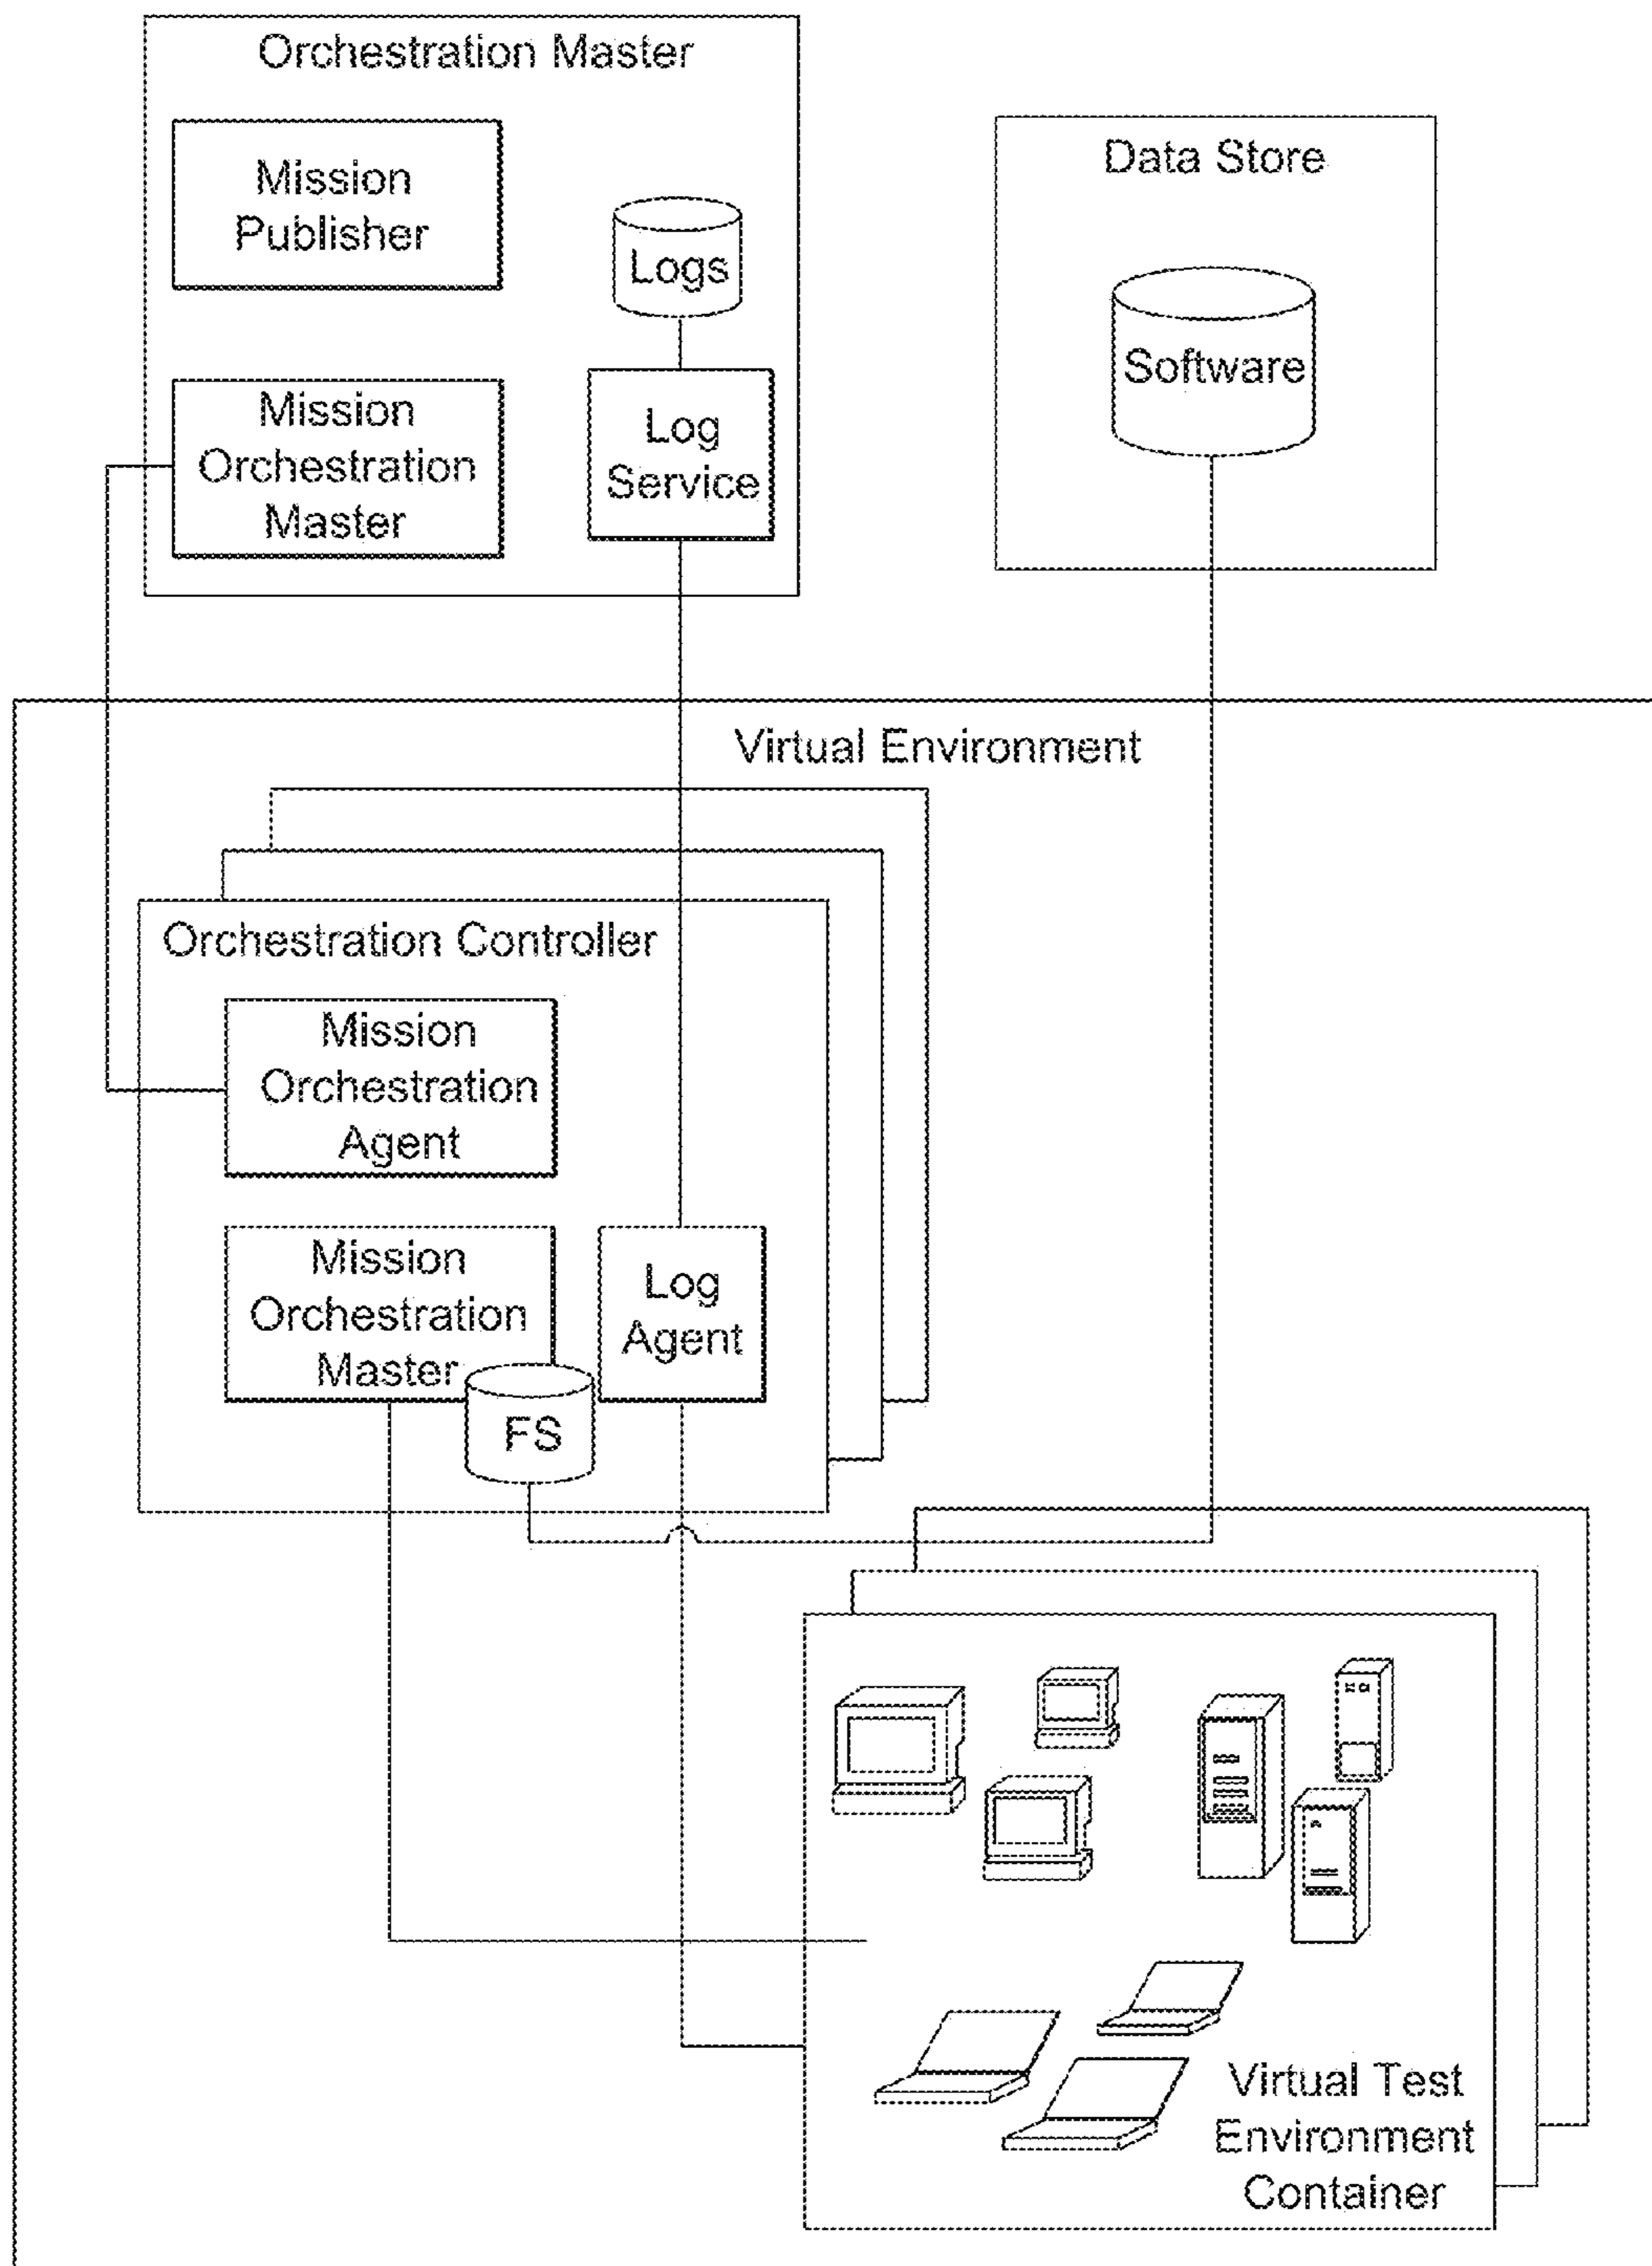 Orchestration Master
Mission
Publisher
Logs
Mission
Orchestration
Master
Log
Service
Data Store
Software
Virtual Environment
Orchestration Controller
Mission
Orchestration
Agent
Mission
Orchestration
Master
FS
Log
Agent
Virtual Test
Environment
Container